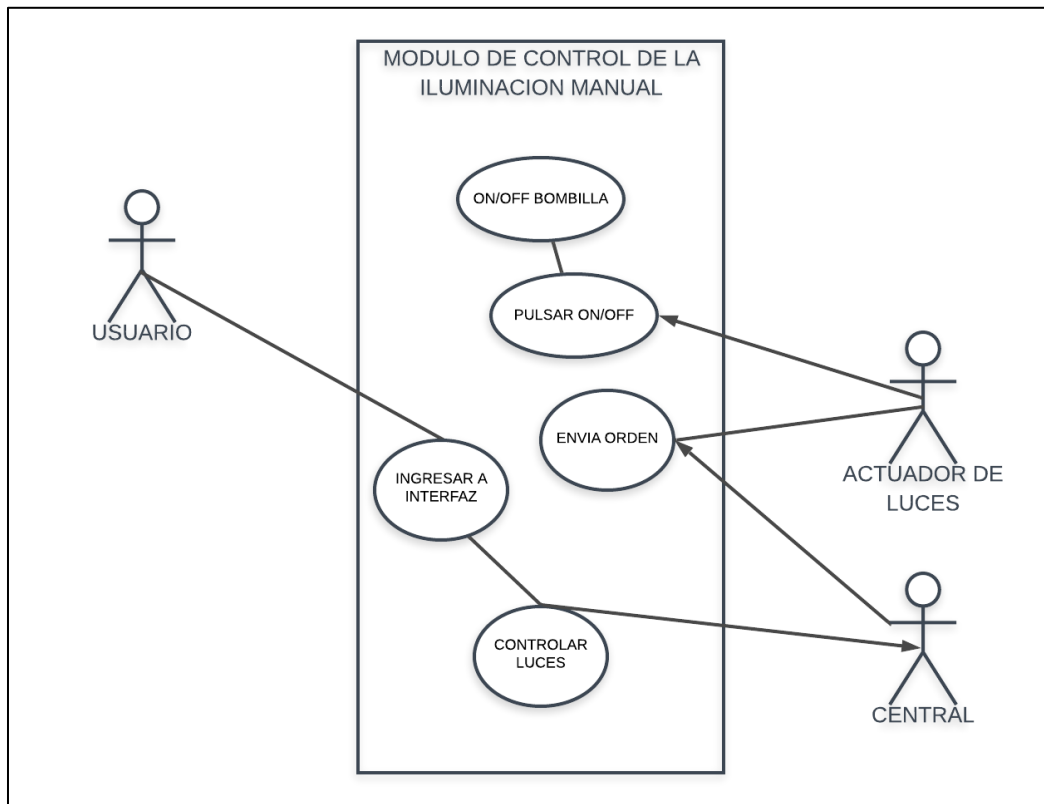 MODULO DE CONTROL DE LA
ILUMINACION MANUAL
ON/OFF BOMBILLA
USUARIO
PULSAR ON/OFF
ENVIA ORDEN
ACTUADOR DE
LUCES
INGRESAR A
INTERFAZ
CONTROLAR
LUCES
CENTRAL